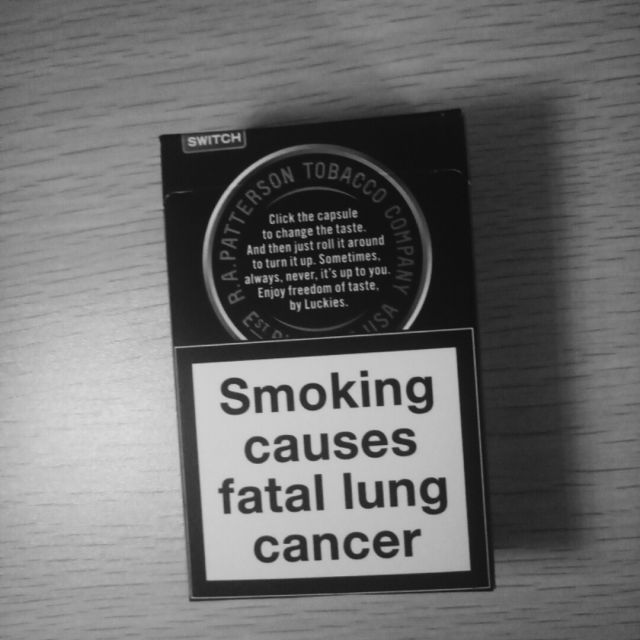 SWITCH
R.A.PATTERSON TOBACCO COMPANY
Click the capsule
to change the taste.
And then just roll it around
to turn it up. Sometimes,
always, never, it's up to you.
Enjoy freedom of taste,
by Luckies.
EST
USA
Smoking
causes
fatal lung
cancer